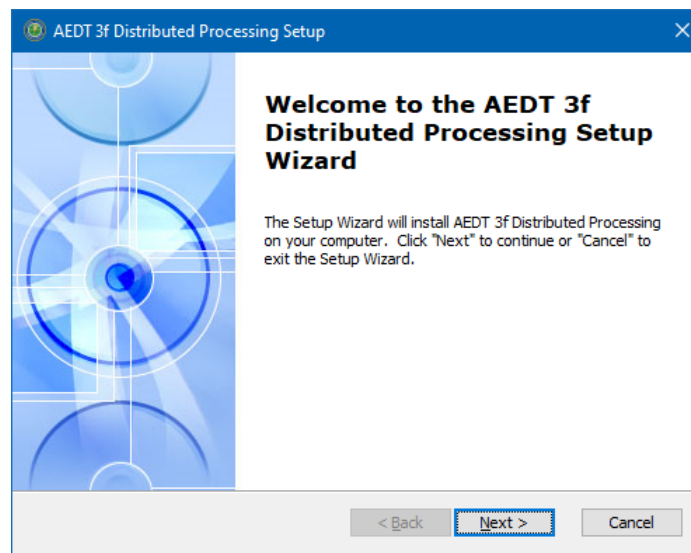 AEDT 3f Distributed Processing Setup
Welcome to the AEDT 3f
Distributed Processing Setup
Wizard
The Setup Wizard will install AEDT 3f Distributed Processing
on your computer. Click "Next" to continue or "Cancel" to
exit the Setup Wizard.
< Back Next > Cancel